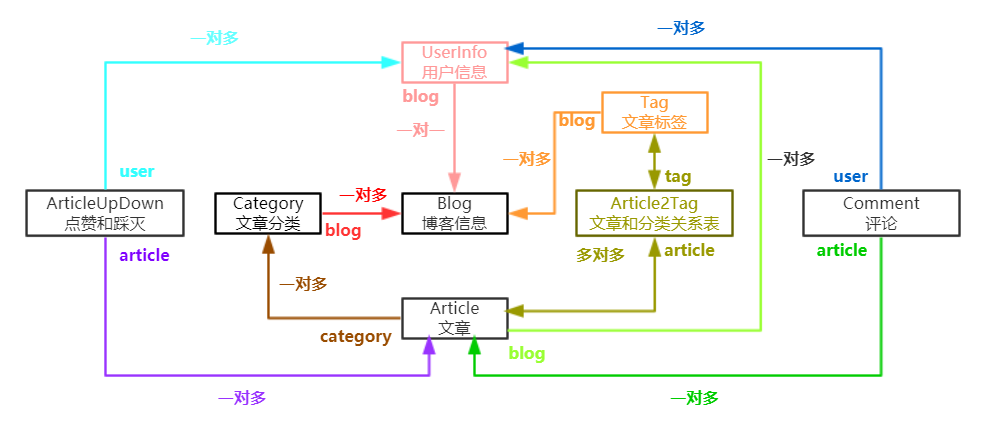 一对多
一对多
UserInfo
用户信息
blog
Tag
文章标签
blog
一对一
一对多
一对多
user
tag
user
ArticleUpDown
点赞和踩灭
Category
文章分类
一对多
blog
Blog
博客信息
Article2Tag
文章和分类关系表
Comment
评论
article
多对多
article
article
一对多
Article
文章
category
blog
一对多
一对多